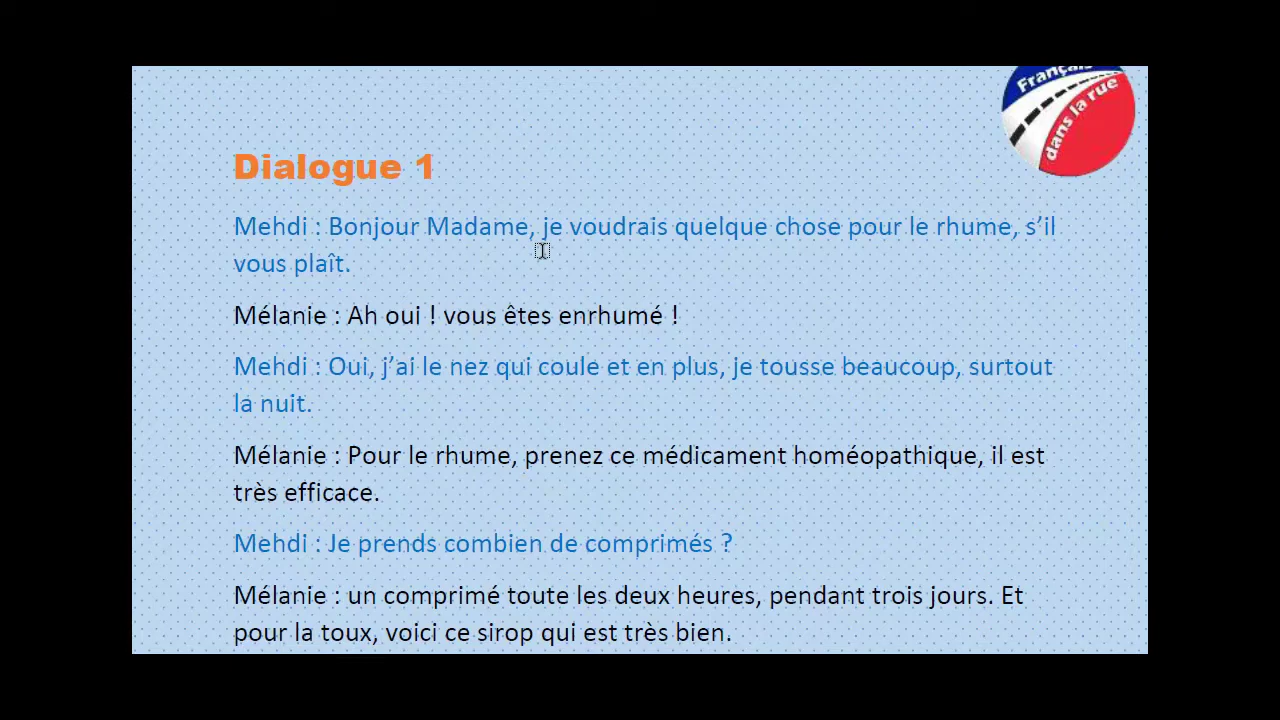 Français
dans la rue
Dialogue 1
Mehdi : Bonjour Madame, je voudrais quelque chose pour le rhume, s’il
vous plaît.
Mélanie : Ah oui ! vous êtes enrhumé !
Mehdi : Oui, j’ai le nez qui coule et en plus, je tousse beaucoup, surtout
la nuit.
Mélanie : Pour le rhume, prenez ce médicament homéopathique, il est
très efficace.
Mehdi : Je prends combien de comprimés ?
Mélanie : un comprimé toute les deux heures, pendant trois jours. Et
pour la toux, voici ce sirop qui est très bien.